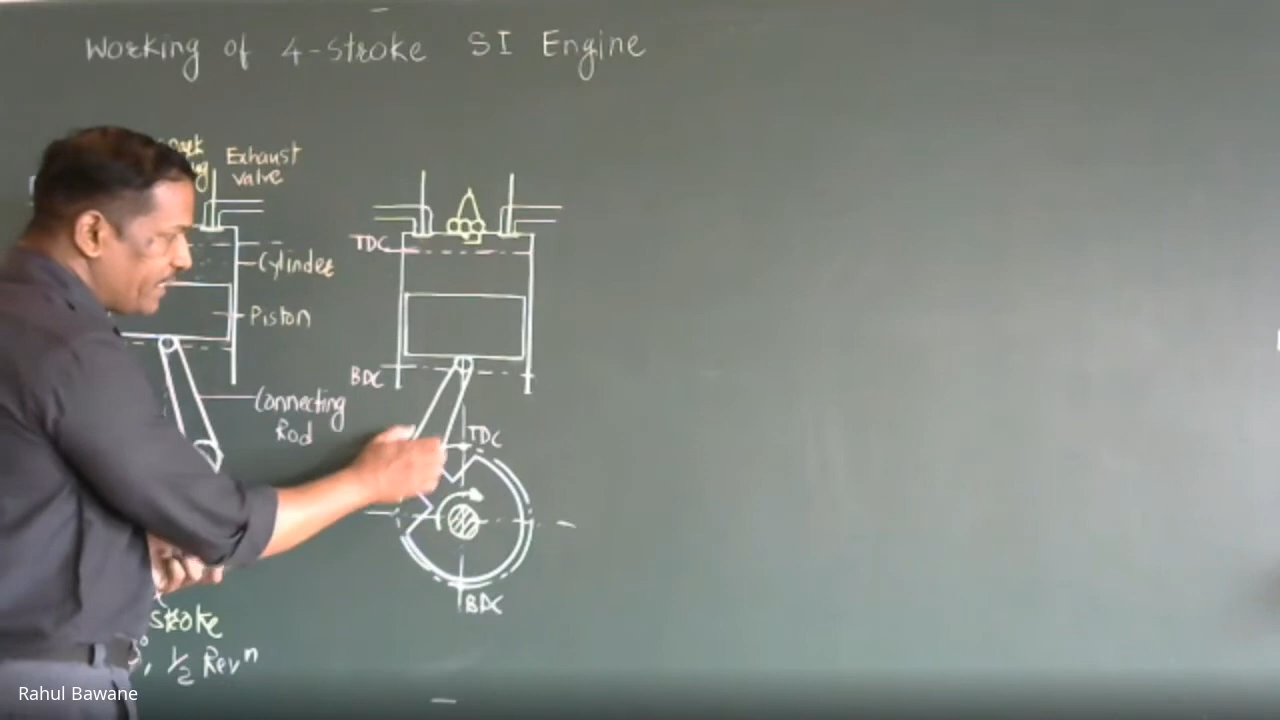 Working of 4-stroke SI Engine
Exhaust
valve
TDC
Cylinder
Piston
BDC
Connecting
Rod
TDC
BDC
stroke
1/2 Revⁿ
Rahul Bawane